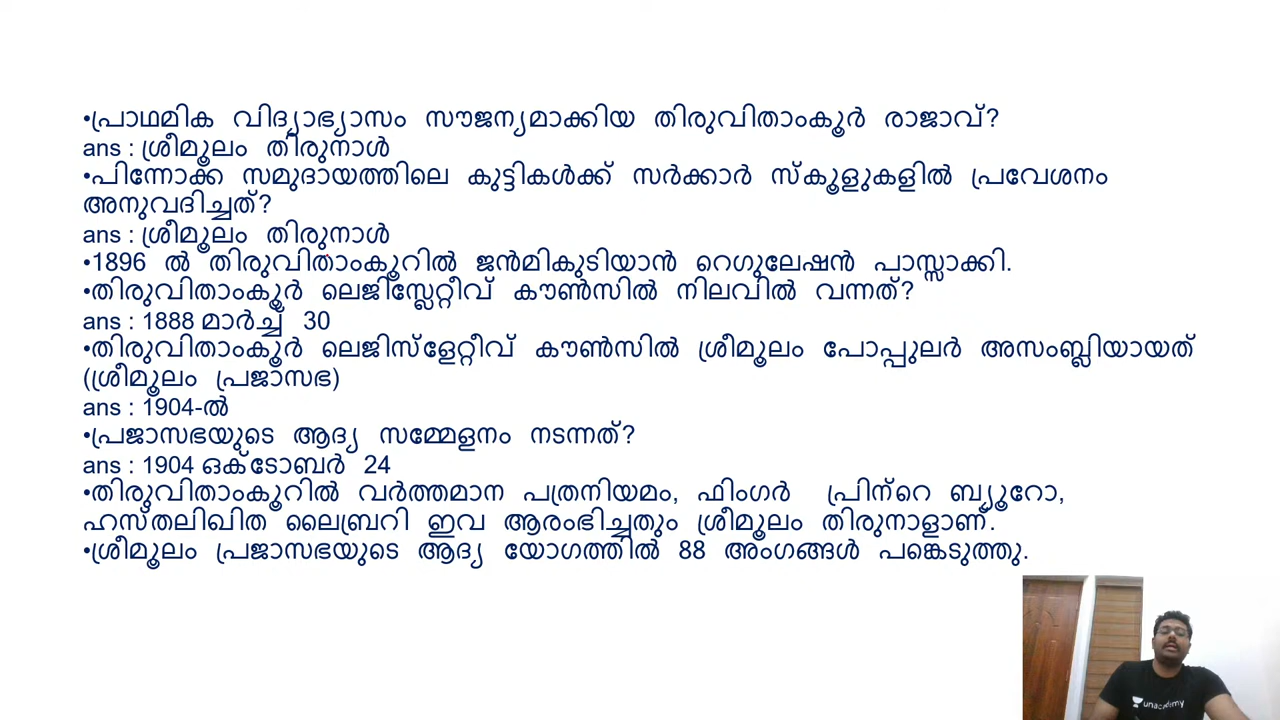 •പ്രാഥമിക വിദ്യാഭ്യാസം സൗജന്യമാക്കിയ തിരുവിതാംകൂർ രാജാവ്?
ans : ശ്രീമൂലം തിരുനാൾ
•പിന്നോക്ക സമുദായത്തിലെ കുട്ടികൾക്ക് സർക്കാർ സ്കൂളുകളിൽ പ്രവേശനം
അനുവദിച്ചത്?
ans : ശ്രീമൂലം തിരുനാൾ
•1896 ൽ തിരുവിതാംകൂറിൽ ജൻമികുടിയാൻ റെഗുലേഷൻ പാസ്സാക്കി.
•തിരുവിതാംകൂർ ലെജിസ്ലേറ്റീവ് കൗൺസിൽ നിലവിൽ വന്നത്?
ans : 1888 മാർച്ച് 30
•തിരുവിതാംകൂർ ലെജിസ്ളേറ്റീവ് കൗൺസിൽ ശ്രീമൂലം പോപ്പുലർ അസംബ്ലിയായത്
(ശ്രീമൂലം പ്രജാസഭ)
ans : 1904-ൽ
•പ്രജാസഭയുടെ ആദ്യ സമ്മേളനം നടന്നത്?
ans : 1904 ഒക്ടോബർ 24
•തിരുവിതാംകൂറിൽ വർത്തമാന പത്രനിയമം, ഫിംഗർ പ്രിന്റെ ബ്യൂറോ,
ഹസ്തലിഖിത ലൈബ്രറി ഇവ ആരംഭിച്ചതും ശ്രീമൂലം തിരുനാളാണ്.
•ശ്രീമൂലം പ്രജാസഭയുടെ ആദ്യ യോഗത്തിൽ 88 അംഗങ്ങൾ പങ്കെടുത്തു.
unacademy